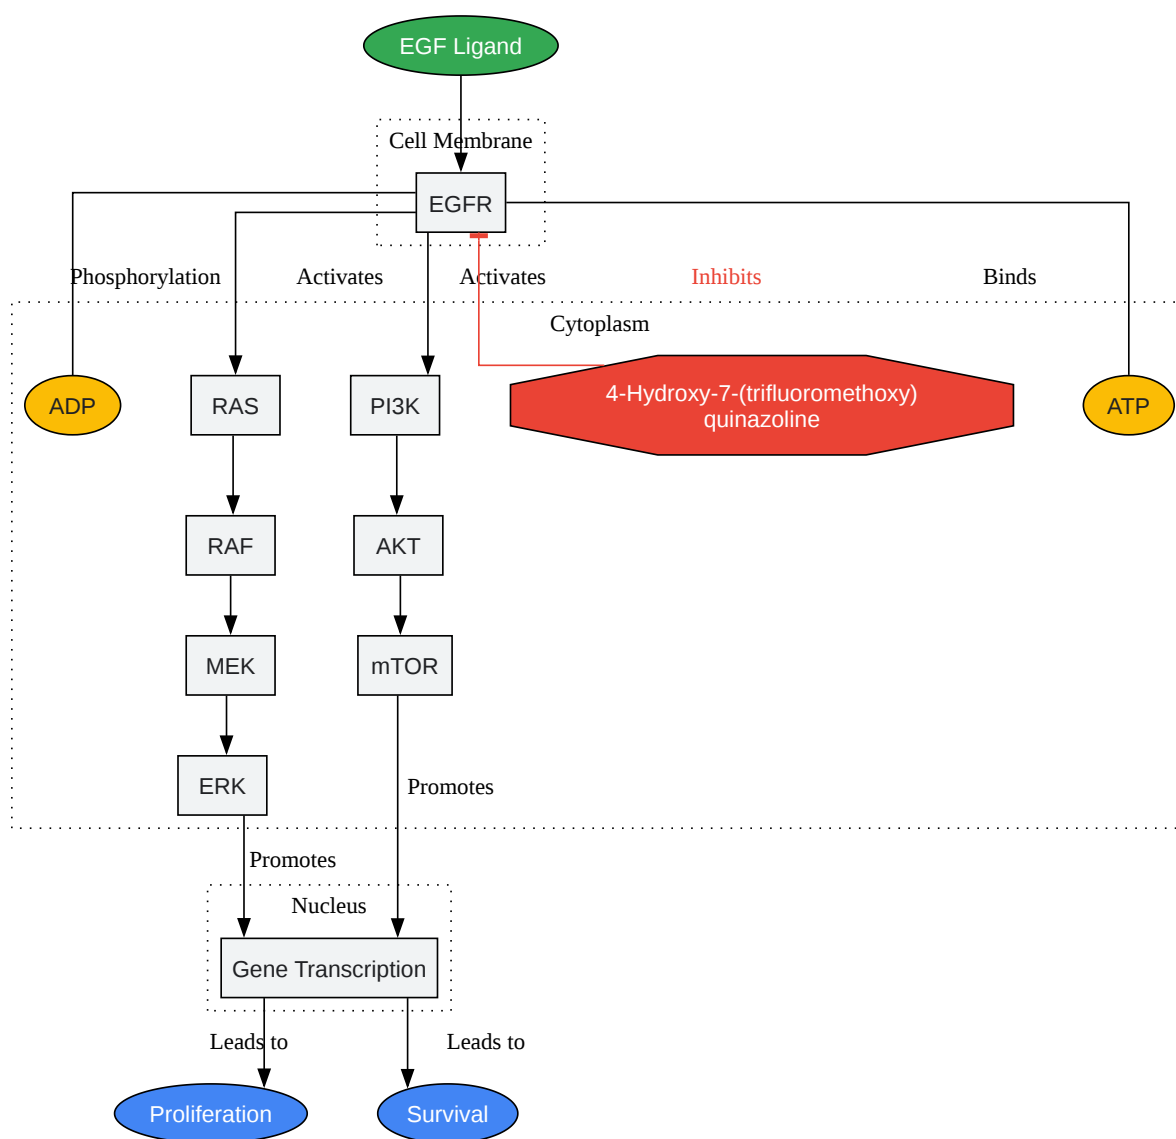 EGF Ligand
Cell Membrane
EGFR
Phosphorylation
Activates
Activates
Inhibits
Binds
Cytoplasm
ADP
RAS
PI3K
4-Hydroxy-7-(trifluoromethoxy)
quinazoline
ATP
RAF
AKT
MEK
mTOR
ERK
Promotes
Promotes
Nucleus
Gene Transcription
Leads to
Leads to
Proliferation
Survival